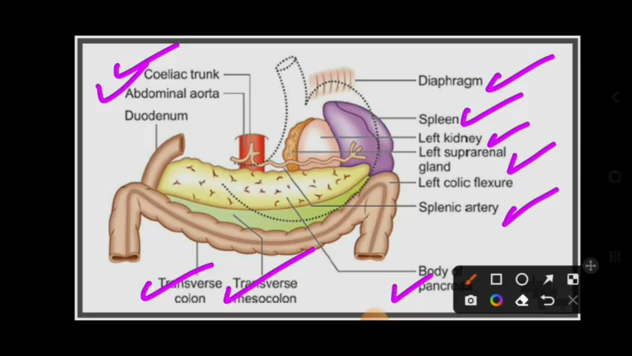 Coeliac trunk
Abdominal aorta
Duodenum
Diaphragm
Spleen
Left kidney
Left suprarenal
gland
Left colic flexure
Splenic artery
Transverse
colon
Transverse
mesocolon
Body of